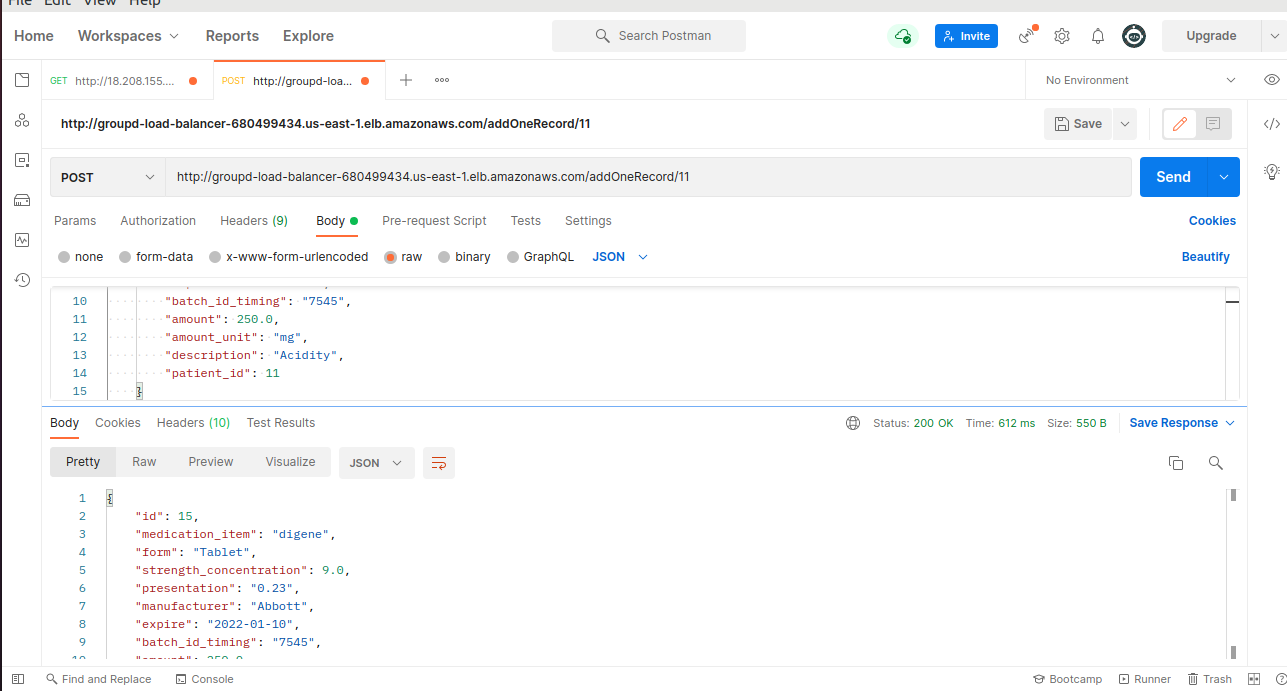 File Edit View Help
Home Workspaces Reports Explore Search Postman Invite Upgrade
GET http://18.208.155.... POST http://groupd-loa... No Environment
http://groupd-load-balancer-680499434.us-east-1.elb.amazonaws.com/addOneRecord/11 Save
POST http://groupd-load-balancer-680499434.us-east-1.elb.amazonaws.com/addOneRecord/11 Send
Params Authorization Headers (9) Body Pre-request Script Tests Settings Cookies
none form-data x-www-form-urlencoded raw binary GraphQL JSON Beautify
10 "batch_id_timing": "7545",
11 "amount": 250.0,
12 "amount_unit": "mg",
13 "description": "Acidity",
14 "patient_id": 11
15 }
Body Cookies Headers (10) Test Results Status: 200 OK Time: 612 ms Size: 550 B Save Response
Pretty Raw Preview Visualize JSON
1 {
2 "id": 15,
3 "medication_item": "digene",
4 "form": "Tablet",
5 "strength_concentration": 9.0,
6 "presentation": "0.23",
7 "manufacturer": "Abbott",
8 "expire": "2022-01-10",
9 "batch_id_timing": "7545",
10 "amount": 250.0
Find and Replace Console Bootcamp Runner Trash